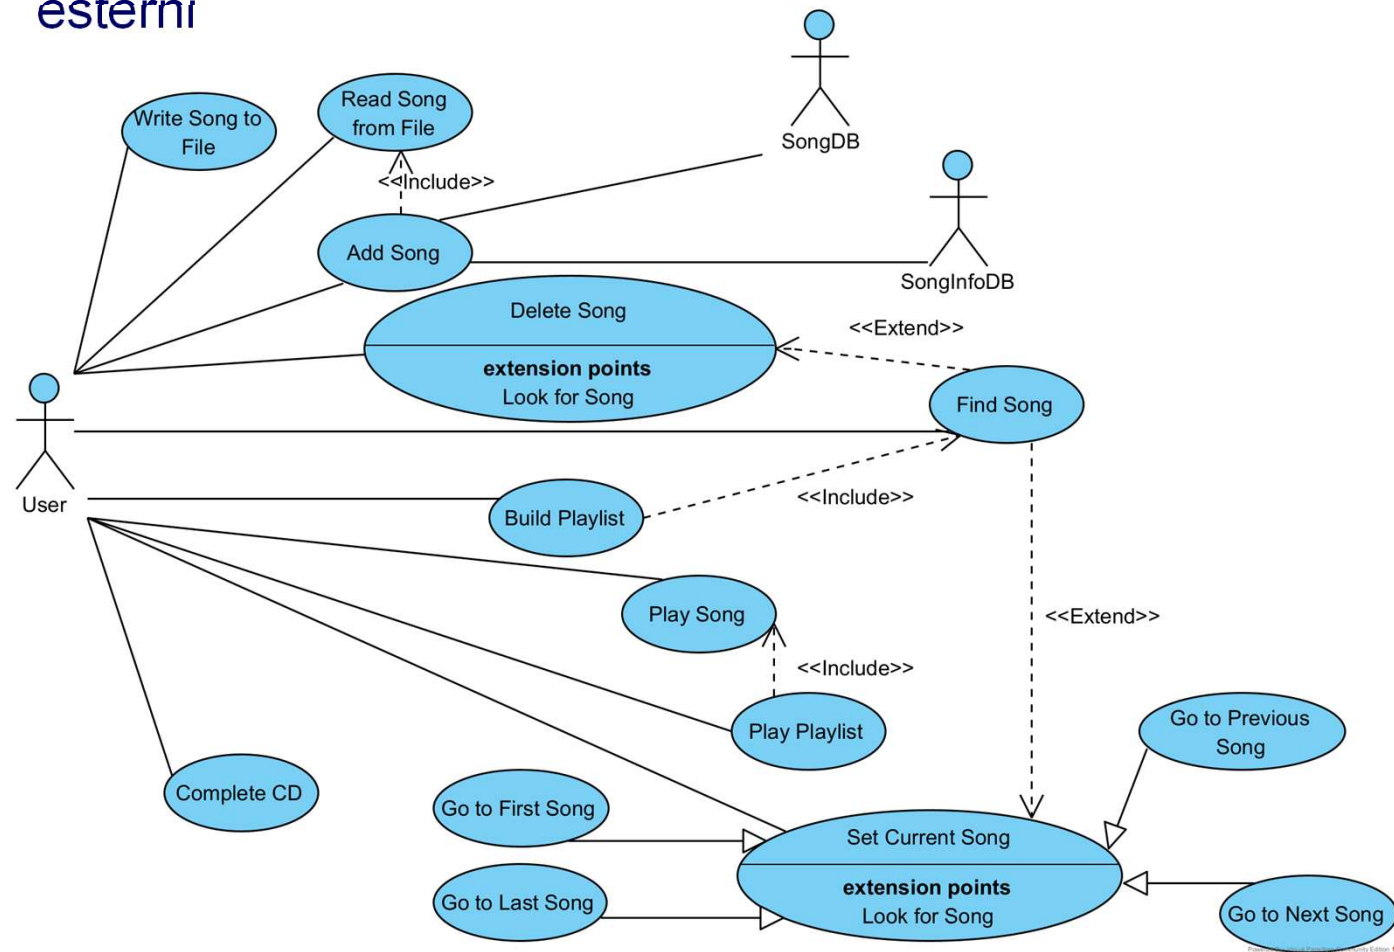 esterni
SongDB
Write Song to
File
Read Song
from File
<<Include>>
SongInfoDB
Add Song
Delete Song
extension points
Look for Song
<<Extend>>
Find Song
User
<<Include>>
Build Playlist
Play Song
<<Extend>>
<<Include>>
Play Playlist
Go to Previous
Song
Complete CD
Go to First Song
Set Current Song
extension points
Look for Song
Go to Last Song
Go to Next Song